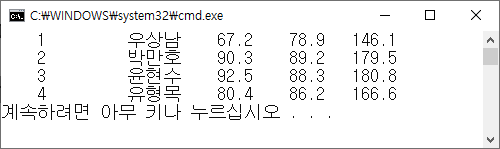 C:₩WINDOWS₩system32₩cmd.exe
1 우상남 67.2 78.9 146.1
2 박만호 90.3 89.2 179.5
3 윤현수 92.5 88.3 180.8
4 유형목 80.4 86.2 166.6
계속하려면 아무 키나 누르십시오 . . .